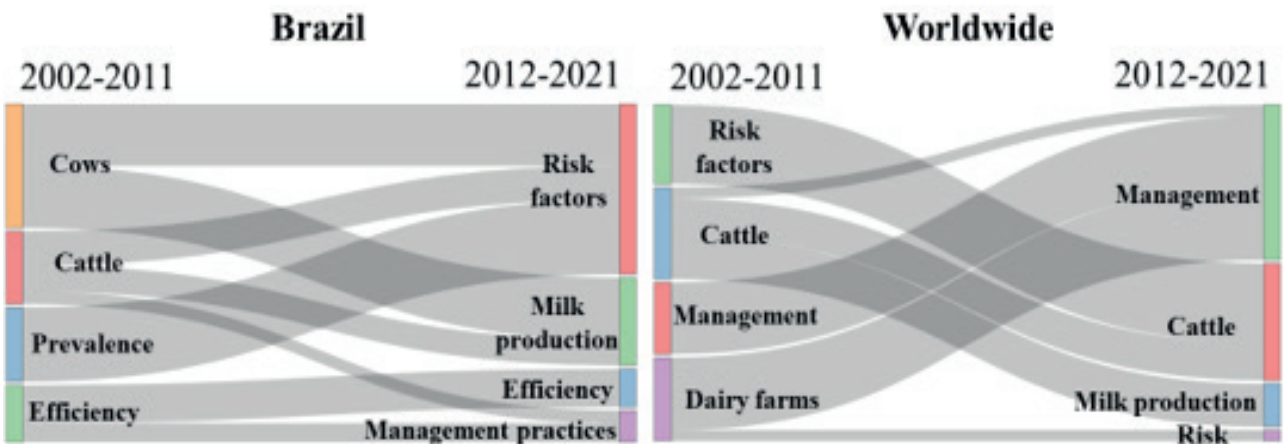 Brazil
2002-2011
2012-2021
Cows
Cattle
Prevalence
Efficiency
Risk
factors
Milk
production
Efficiency
Management practices
Worldwide
2002-2011
2012-2021
Risk
factors
Cattle
Management
Dairy farms
Management
Cattle
Milk production
Risk